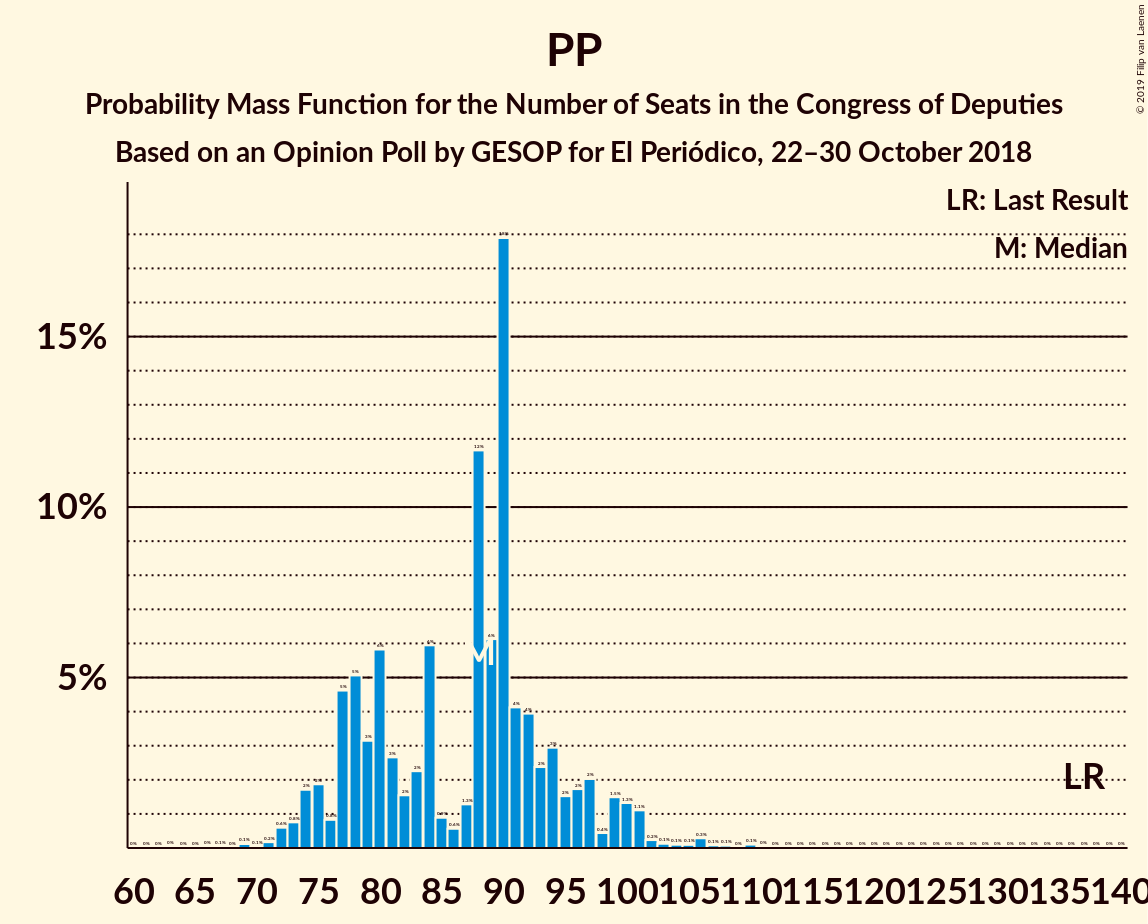 PP
Probability Mass Function for the Number of Seats in the Congress of Deputies
Based on an Opinion Poll by GESOP for El Periódico, 22–30 October 2018
© 2019 Filip van Laenen
LR: Last Result
M: Median
15%
10%
5%
M
LR
60 65 70 75 80 85 90 95 100 105 110 115 120 125 130 135 140